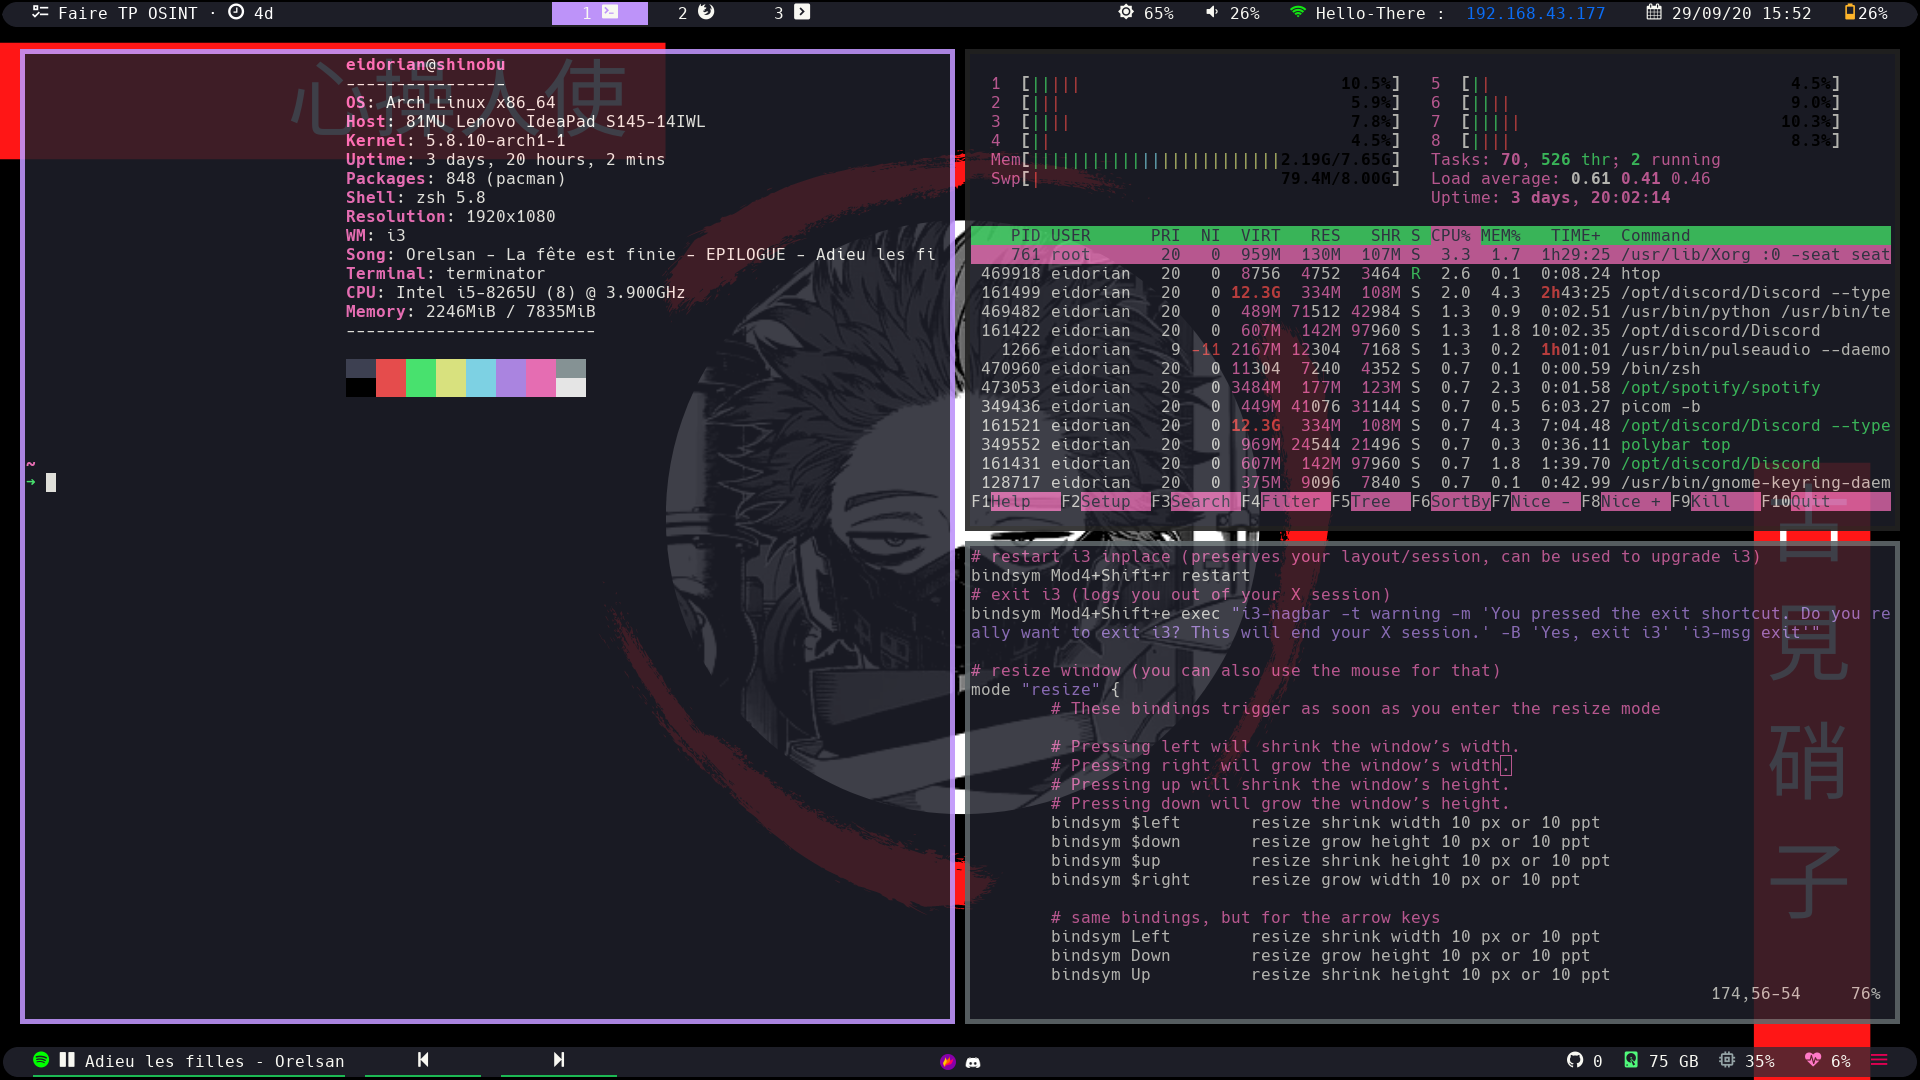 Faire TP OSINT · 4d
1 2 3
65% 26% Hello-There : 192.168.43.177 29/09/20 15:52 26%
心操人使
eidorian@shinobu
----------------
OS: Arch Linux x86_64
Host: 81MU Lenovo IdeaPad S145-14IWL
Kernel: 5.8.10-arch1-1
Uptime: 3 days, 20 hours, 2 mins
Packages: 848 (pacman)
Shell: zsh 5.8
Resolution: 1920x1080
WM: i3
Song: Orelsan - La fête est finie - EPILOGUE - Adieu les fi
Terminal: terminator
CPU: Intel i5-8265U (8) @ 3.900GHz
Memory: 2246MiB / 7835MiB
-------------------------
~
→
1 [||||| 10.5%] 5 [|| 4.5%]
2 [||| 5.9%] 6 [|||| 9.0%]
3 [|||| 7.8%] 7 [||||| 10.3%]
4 [|| 4.5%] 8 [|||| 8.3%]
Mem[||||||||||||||||||||||||| 2.19G/7.65G] Tasks: 70, 526 thr; 2 running
Swp[| 79.4M/8.00G] Load average: 0.61 0.41 0.46
Uptime: 3 days, 20:02:14
PID USER PRI NI VIRT RES SHR S CPU% MEM% TIME+ Command
761 root 20 0 959M 130M 107M S 3.3 1.7 1h29:25 /usr/lib/Xorg :0 -seat seat
469918 eidorian 20 0 8756 4752 3464 R 2.6 0.1 0:08.24 htop
161499 eidorian 20 0 12.3G 334M 108M S 2.0 4.3 2h43:25 /opt/discord/Discord --type
469482 eidorian 20 0 489M 71512 42984 S 1.3 0.9 0:02.51 /usr/bin/python /usr/bin/te
161422 eidorian 20 0 607M 142M 97960 S 1.3 1.8 10:02.35 /opt/discord/Discord
1266 eidorian 9 -11 2167M 12304 7168 S 1.3 0.2 1h01:01 /usr/bin/pulseaudio --daemo
470960 eidorian 20 0 11304 7240 4352 S 0.7 0.1 0:00.59 /bin/zsh
473053 eidorian 20 0 3484M 177M 123M S 0.7 2.3 0:01.58 /opt/spotify/spotify
349436 eidorian 20 0 449M 41076 31144 S 0.7 0.5 6:03.27 picom -b
161521 eidorian 20 0 12.3G 334M 108M S 0.7 4.3 7:04.48 /opt/discord/Discord --type
349552 eidorian 20 0 969M 24544 21496 S 0.7 0.3 0:36.11 polybar top
161431 eidorian 20 0 607M 142M 97960 S 0.7 1.8 1:39.70 /opt/discord/Discord
128717 eidorian 20 0 375M 9096 7840 S 0.7 0.1 0:42.99 /usr/bin/gnome-keyring-daem
F1Help F2Setup F3Search F4Filter F5Tree F6SortBy F7Nice - F8Nice + F9Kill F10Quit
# restart i3 inplace (preserves your layout/session, can be used to upgrade i3)
bindsym Mod4+Shift+r restart
# exit i3 (logs you out of your X session)
bindsym Mod4+Shift+e exec "i3-nagbar -t warning -m 'You pressed the exit shortcut. Do you re
ally want to exit i3? This will end your X session.' -B 'Yes, exit i3' 'i3-msg exit'"
# resize window (you can also use the mouse for that)
mode "resize" {
# These bindings trigger as soon as you enter the resize mode
# Pressing left will shrink the window’s width.
# Pressing right will grow the window’s width.
# Pressing up will shrink the window’s height.
# Pressing down will grow the window’s height.
bindsym $left resize shrink width 10 px or 10 ppt
bindsym $down resize grow height 10 px or 10 ppt
bindsym $up resize shrink height 10 px or 10 ppt
bindsym $right resize grow width 10 px or 10 ppt
# same bindings, but for the arrow keys
bindsym Left resize shrink width 10 px or 10 ppt
bindsym Down resize grow height 10 px or 10 ppt
bindsym Up resize shrink height 10 px or 10 ppt
174,56-54 76%
見硝子
Adieu les filles - Orelsan
0 75 GB 35% 6%